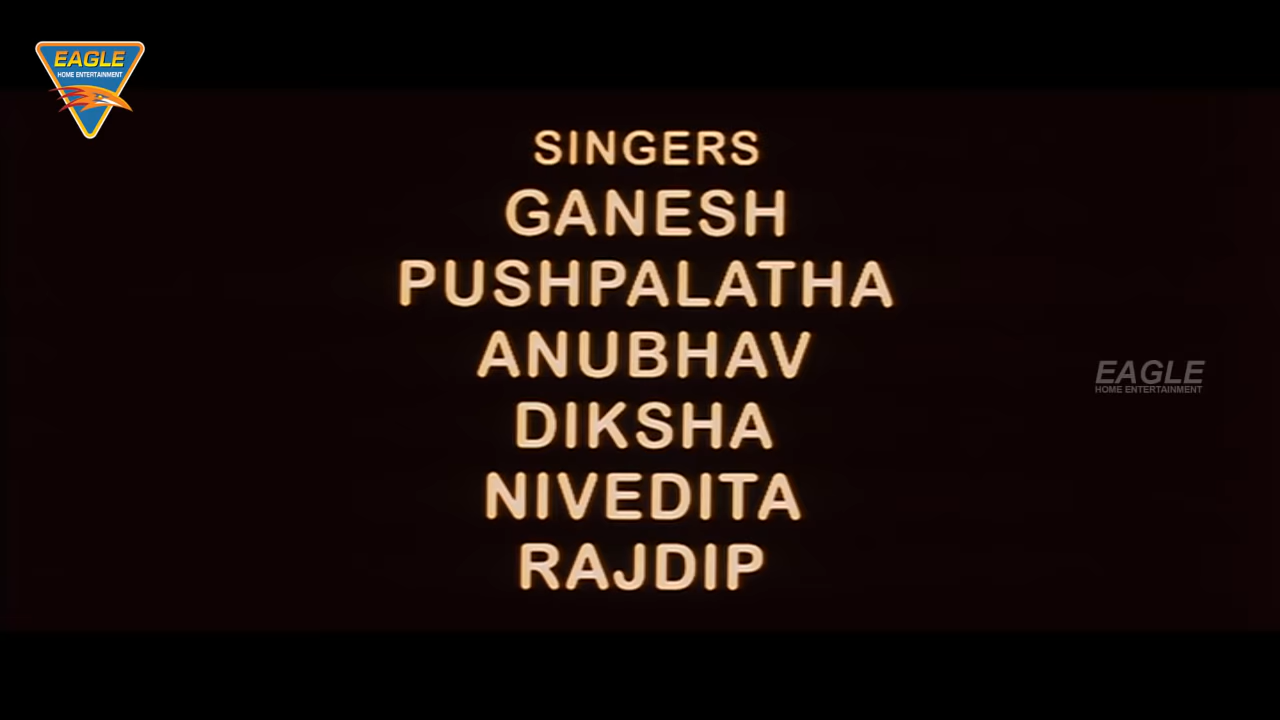 EAGLE
HOME ENTERTAINMENT
SINGERS
GANESH
PUSHPALATHA
ANUBHAV
DIKSHA
NIVEDITA
RAJDIP
EAGLE
HOME ENTERTAINMENT